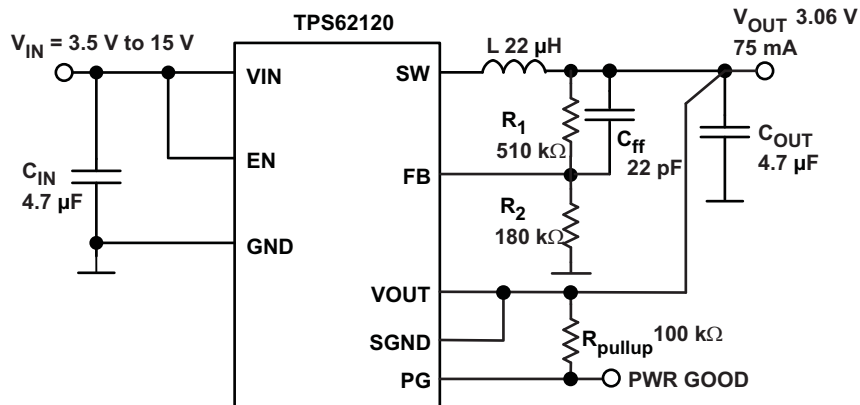 TPS62120
V_IN = 3.5 V to 15 V
V_OUT 3.06 V
75 mA
VIN
SW
L 22 µH
EN
R_1
510 kΩ
C_ff
22 pF
C_OUT
4.7 µF
C_IN
4.7 µF
FB
R_2
180 kΩ
GND
VOUT
SGND
R_pullup 100 kΩ
PG
PWR GOOD